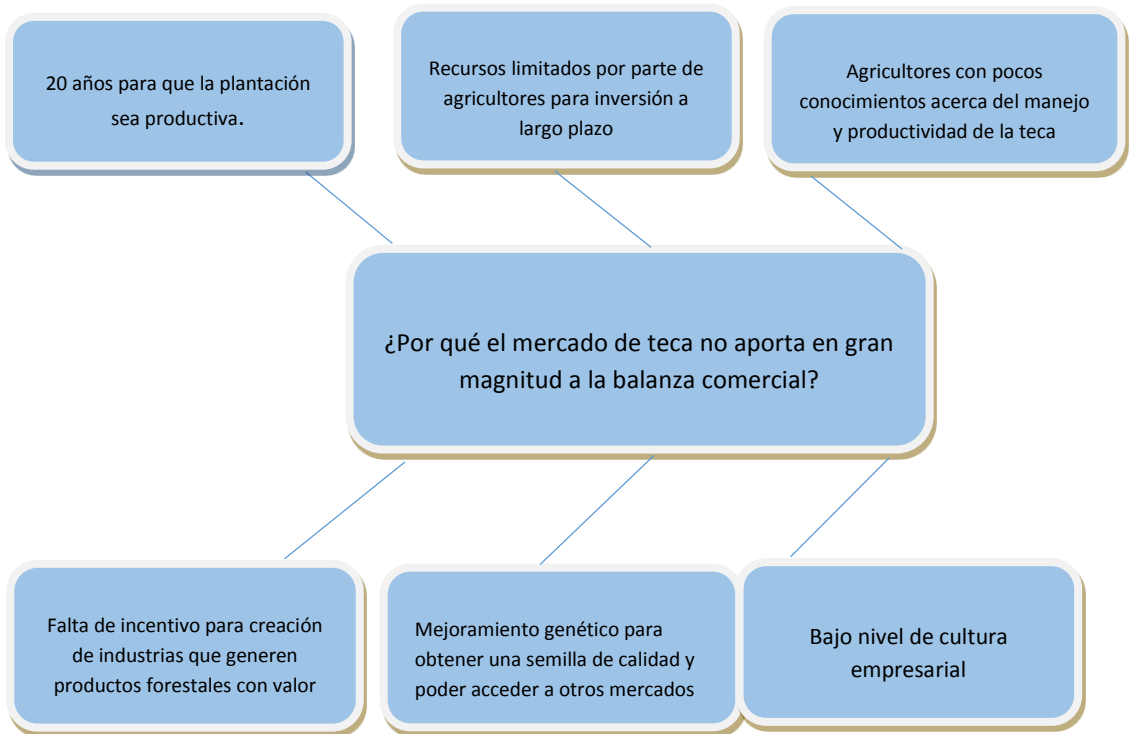 20 años para que la plantación
sea productiva.
Recursos limitados por parte de
agricultores para inversión a
largo plazo
Agricultores con pocos
conocimientos acerca del manejo
y productividad de la teca
¿Por qué el mercado de teca no aporta en gran
magnitud a la balanza comercial?
Falta de incentivo para creación
de industrias que generen
productos forestales con valor
Mejoramiento genético para
obtener una semilla de calidad y
poder acceder a otros mercados
Bajo nivel de cultura
empresarial